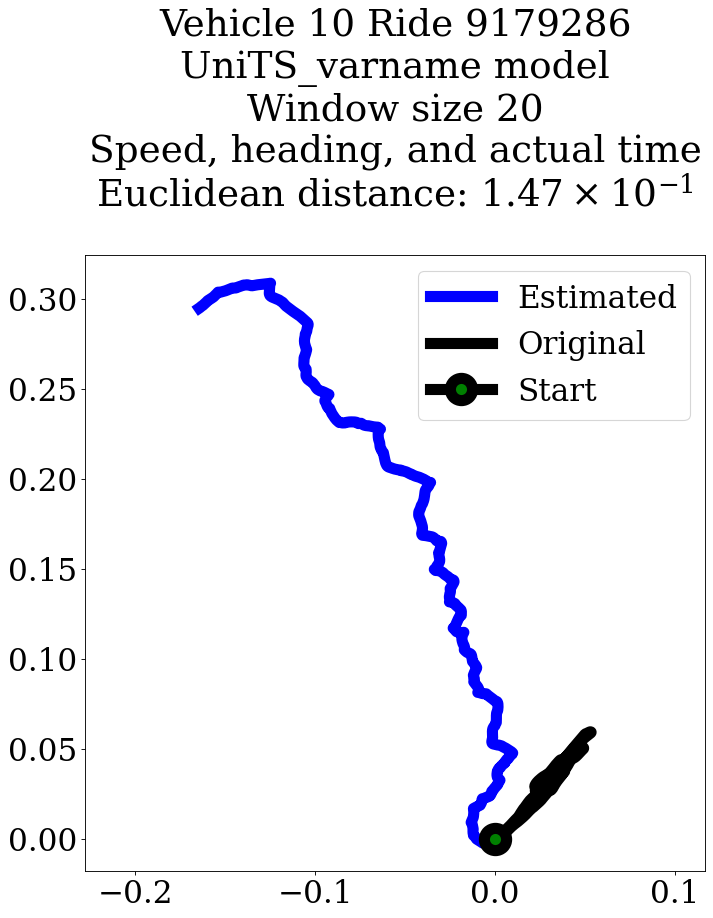 Vehicle 10 Ride 9179286
UniTS_varname model
Window size 20
Speed, heading, and actual time
Euclidean distance: 1.47 × 10⁻¹
Estimated
Original
Start
0.30
0.25
0.20
0.15
0.10
0.05
0.00
−0.2 −0.1 0.0 0.1